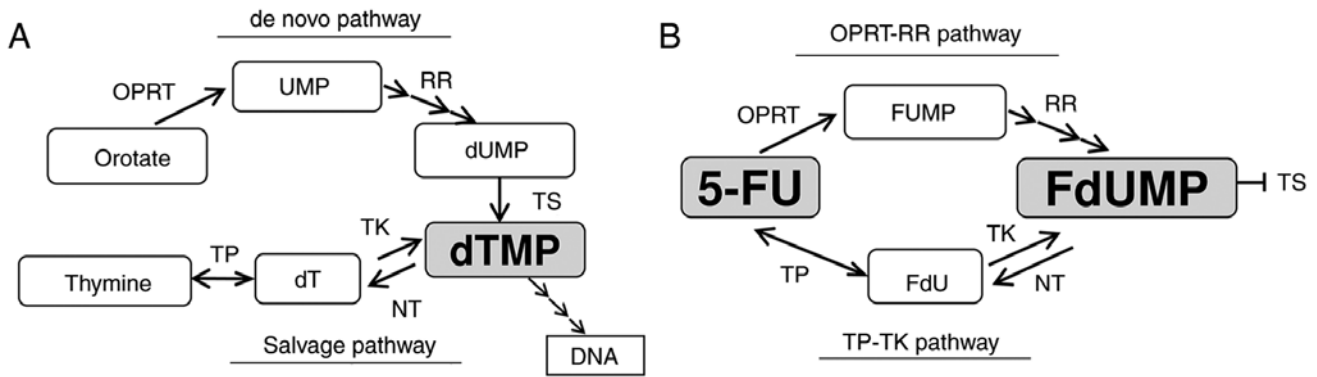 A
de novo pathway
OPRT
UMP
RR
Orotate
dUMP
TS
TK
dTMP
TP
Thymine
dT
NT
Salvage pathway
DNA
B
OPRT-RR pathway
OPRT
FUMP
RR
5-FU
FdUMP
TS
TK
TP
FdU
NT
TP-TK pathway